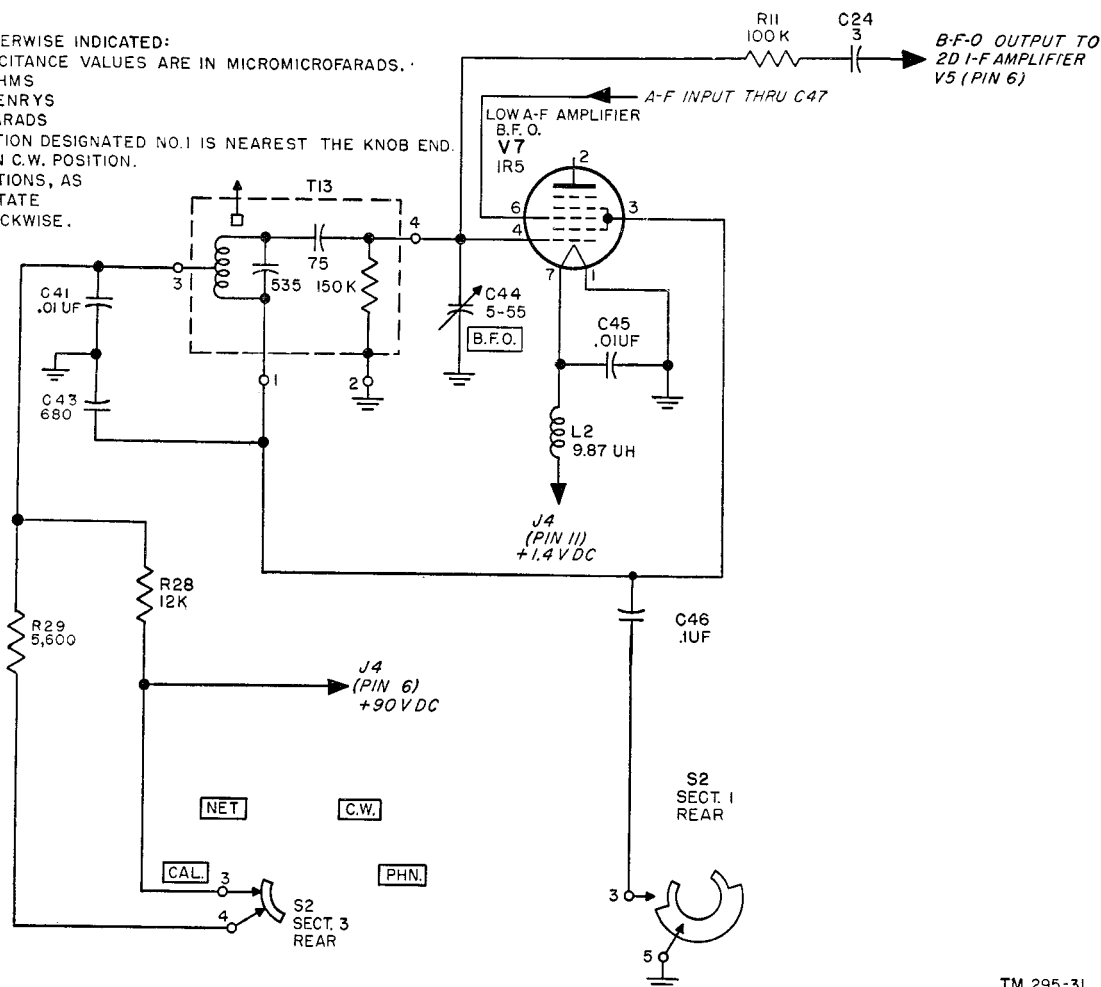 ERWISE INDICATED:
CITANCE VALUES ARE IN MICROMICROFARADS.
HMS
ENRYS
ARADS
TION DESIGNATED NO.1 IS NEAREST THE KNOB END.
N C.W. POSITION.
TIONS, AS
TATE
CKWISE.
R11
100 K
C24
3
B-F-O OUTPUT TO
2D I-F AMPLIFIER
V5 (PIN 6)
A-F INPUT THRU C47
LOW A-F AMPLIFIER
B.F.O.
V7
1R5
2
6
3
4
7
1
T13
4
3
75
535
150K
1
2
C41
.01 UF
C43
680
C44
5-55
B.F.O.
C45
.01UF
L2
9.87 UH
J4
(PIN 11)
+1.4 V DC
R28
12K
R29
5,600
C46
.1UF
J4
(PIN 6)
+90 V DC
NET
C.W.
CAL.
PHN.
3
4
S2
SECT. 3
REAR
S2
SECT. 1
REAR
3
5
TM 295-31